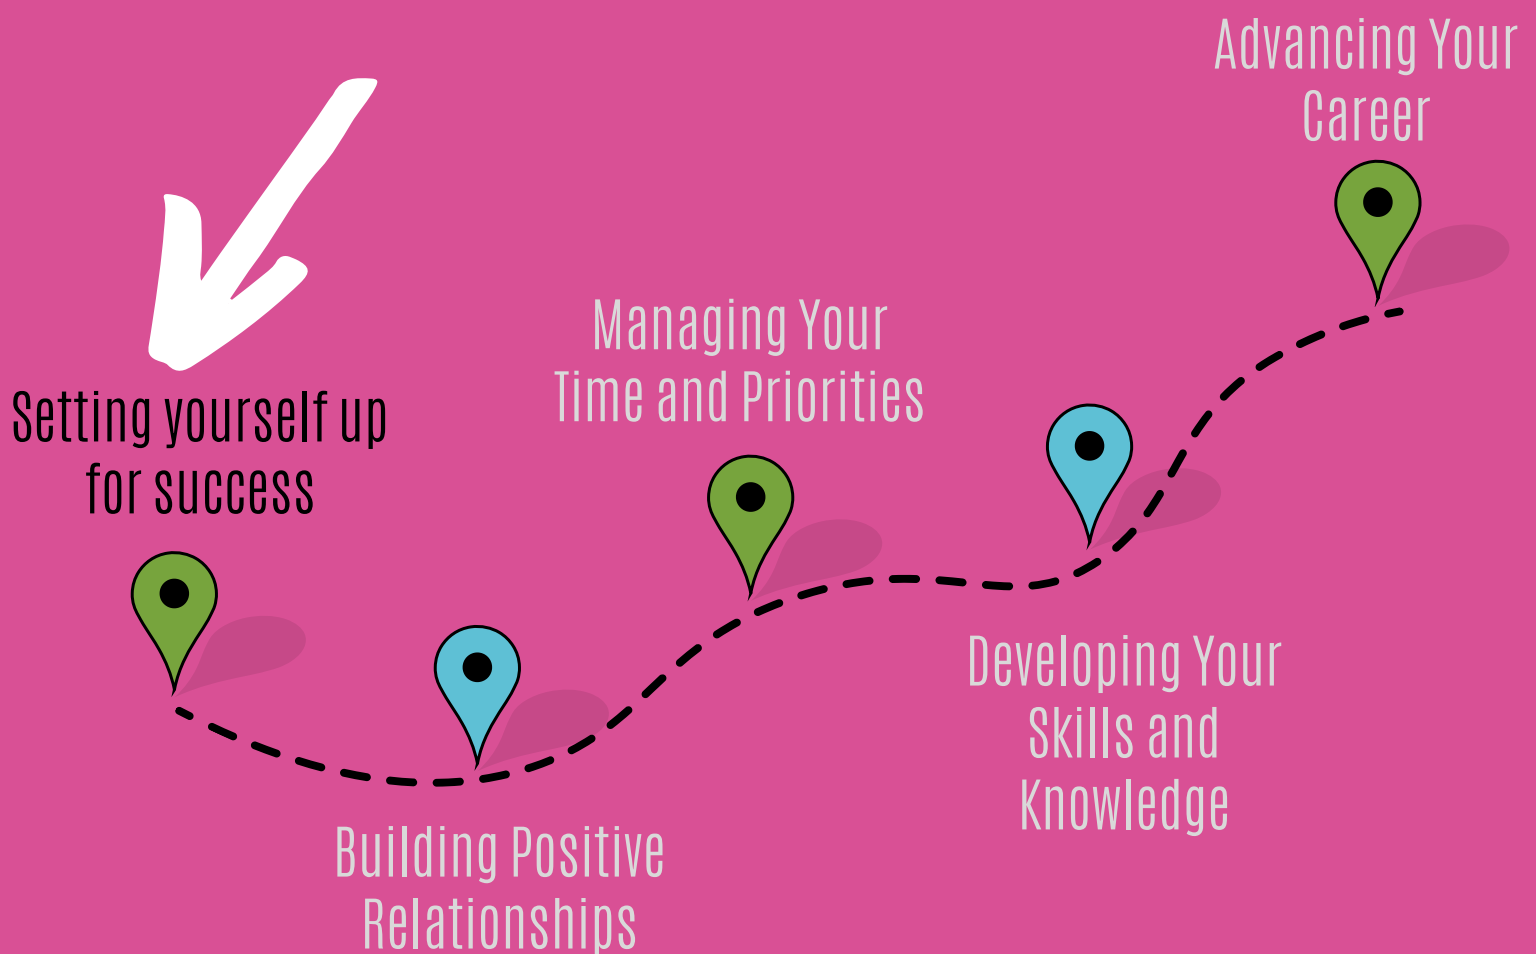 Setting yourself up
for success
Building Positive
Relationships
Managing Your
Time and Priorities
Developing Your
Skills and
Knowledge
Advancing Your
Career